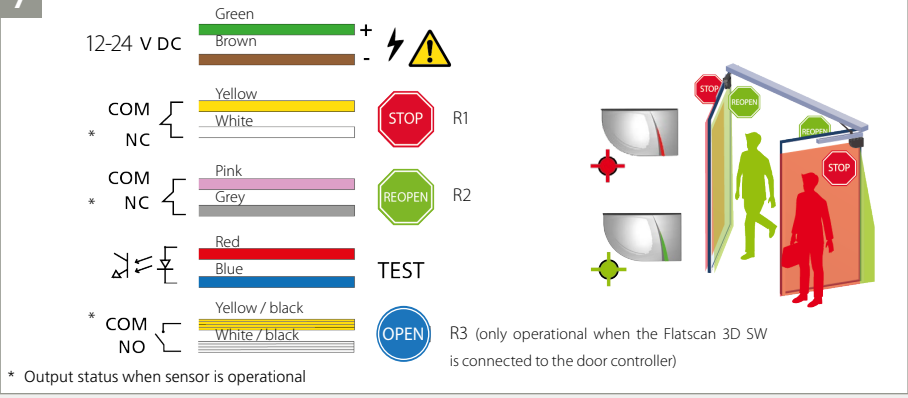 7
Green
12-24 V DC
+
Brown
-
Yellow
COM
White
* NC
STOP
R1
Pink
COM
Grey
* NC
REOPEN
R2
Red
Blue
TEST
Yellow / black
* COM
White / black
NO
OPEN
R3 (only operational when the Flatscan 3D SW
is connected to the door controller)
* Output status when sensor is operational
STOP
REOPEN
REOPEN
STOP